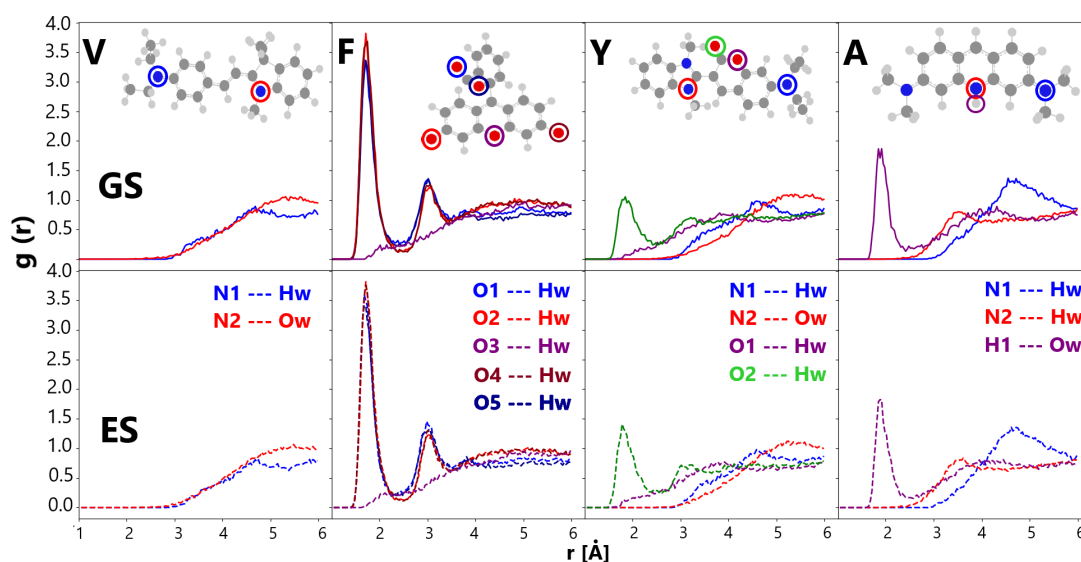 V F Y A
GS
ES
g (r)
4.0
3.5
3.0
2.5
2.0
1.5
1.0
0.5
4.0
3.5
3.0
2.5
2.0
1.5
1.0
0.5
0.0
N1 --- Hw
N2 --- Ow
O1 --- Hw
O2 --- Hw
O3 --- Hw
O4 --- Hw
O5 --- Hw
N1 --- Hw
N2 --- Ow
O1 --- Hw
O2 --- Hw
N1 --- Hw
N2 --- Hw
H1 --- Ow
1 2 3 4 5 6 2 3 4 5 6 2 3 4 5 6 2 3 4 5 6
r [Å]